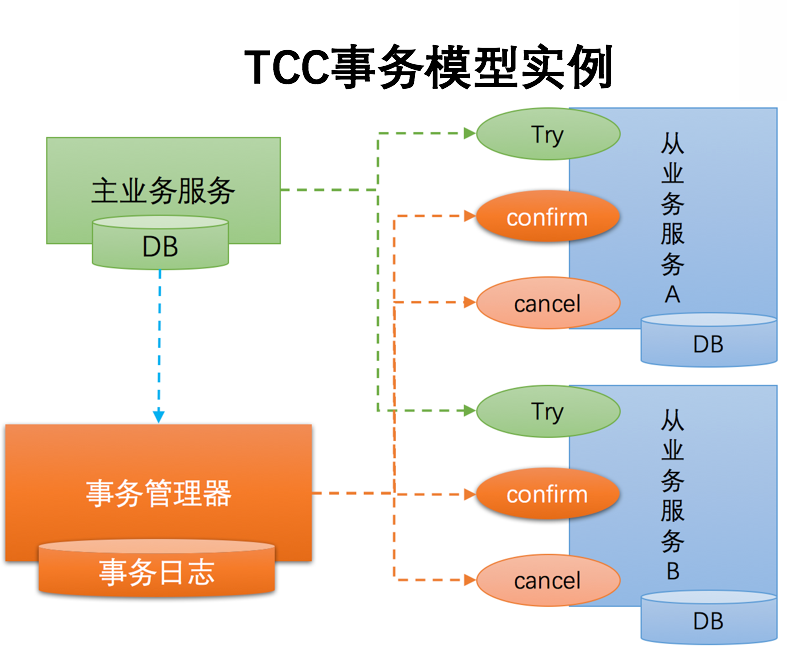 TCC事务模型实例
主业务服务
DB
Try
confirm
cancel
从
业
务
服
务
A
DB
事务管理器
事务日志
Try
confirm
cancel
从
业
务
服
务
B
DB